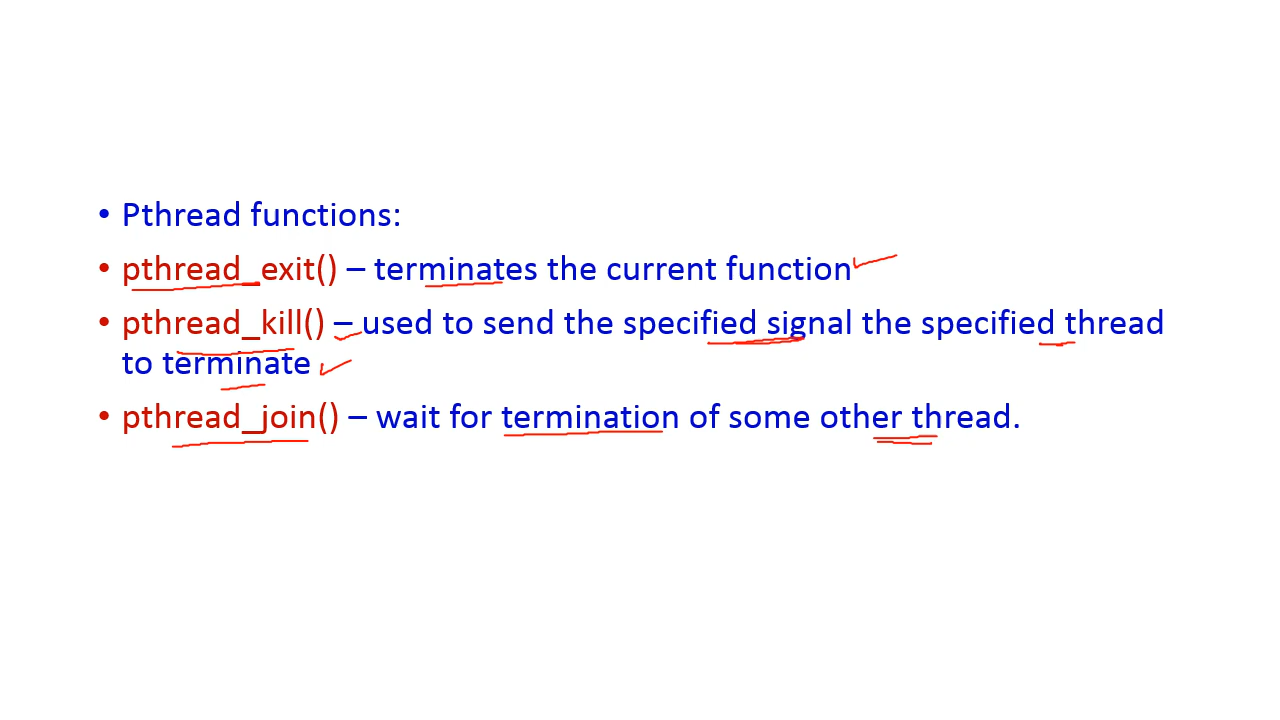 • Pthread functions:
• pthread_exit() – terminates the current function
• pthread_kill() – used to send the specified signal the specified thread
to terminate
• pthread_join() – wait for termination of some other thread.